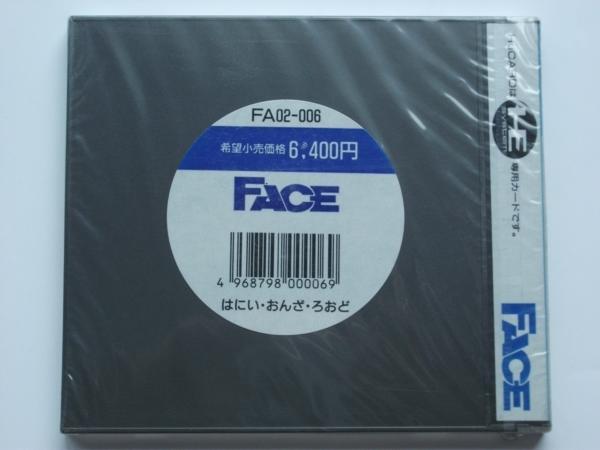 FA02-006
希望小売価格 6,400円
FACE
4 968798 000069
はにい・おんざ・ろおど
専用カードです。
FACE